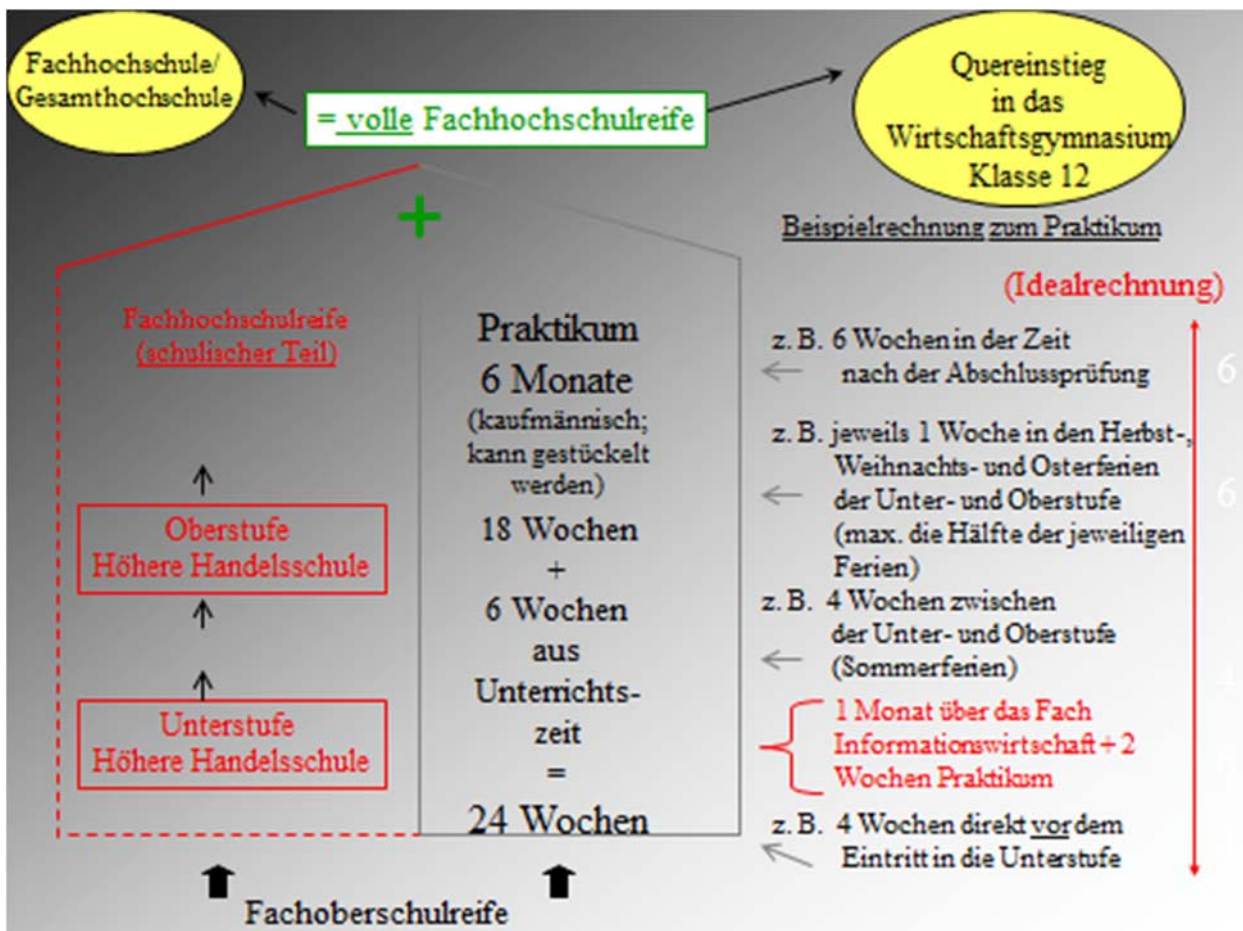 Fachhochschule/
Gesamthochschule
= volle Fachhochschulreife
Quereinstieg
in das
Wirtschaftsgymnasium
Klasse 12
+
Beispielrechnung zum Praktikum
(Idealrechnung)
Fachhochschulreife
(schulischer Teil)
Oberstufe
Höhere Handelsschule
Unterstufe
Höhere Handelsschule
Praktikum
6 Monate
(kaufmännisch;
kann gestückelt
werden)
18 Wochen
+
6 Wochen
aus
Unterrichts-
zeit
=
24 Wochen
z. B. 6 Wochen in der Zeit
nach der Abschlussprüfung
6
z. B. jeweils 1 Woche in den Herbst-,
Weihnachts- und Osterferien
der Unter- und Oberstufe
(max. die Hälfte der jeweiligen
Ferien)
6
z. B. 4 Wochen zwischen
der Unter- und Oberstufe
(Sommerferien)
1 Monat über das Fach
Informationswirtschaft + 2
Wochen Praktikum
z. B. 4 Wochen direkt vor dem
Eintritt in die Unterstufe
Fachoberschulreife